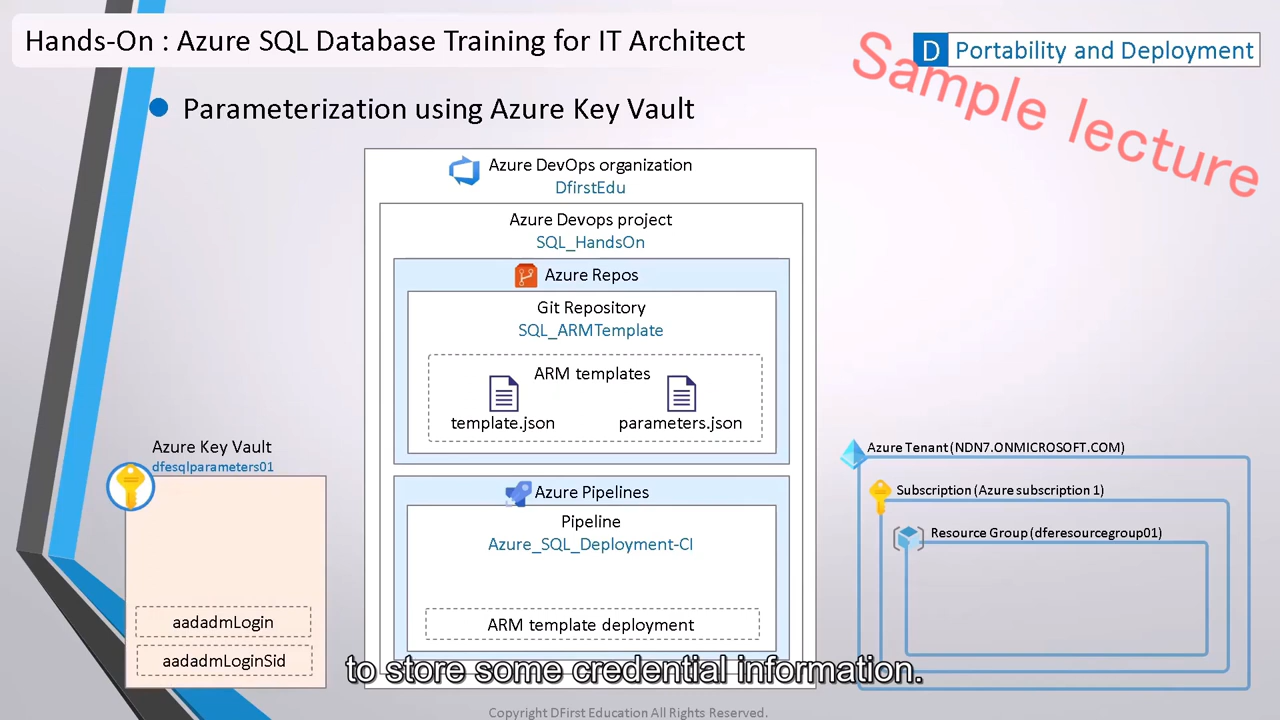 Hands-On : Azure SQL Database Training for IT Architect
D Portability and Deployment
Sample lecture
Parameterization using Azure Key Vault
Azure DevOps organization
DfirstEdu
Azure Devops project
SQL_HandsOn
Azure Repos
Git Repository
SQL_ARMTemplate
ARM templates
template.json
parameters.json
Azure Key Vault
dfesqlparameters01
aadadmLogin
aadadmLoginSid
Azure Pipelines
Pipeline
Azure_SQL_Deployment-CI
ARM template deployment
Azure Tenant (NDN7.ONMICROSOFT.COM)
Subscription (Azure subscription 1)
Resource Group (dferesourcegroup01)
to store some credential information.
Copyright DFirst Education All Rights Reserved.